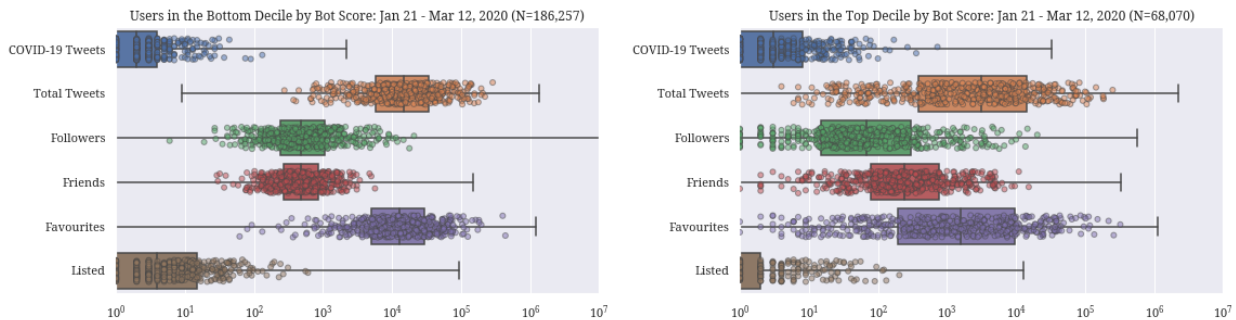 Users in the Bottom Decile by Bot Score: Jan 21 - Mar 12, 2020 (N=186,257)
COVID-19 Tweets
Total Tweets
Followers
Friends
Favourites
Listed
10⁰ 10¹ 10² 10³ 10⁴ 10⁵ 10⁶ 10⁷
Users in the Top Decile by Bot Score: Jan 21 - Mar 12, 2020 (N=68,070)
COVID-19 Tweets
Total Tweets
Followers
Friends
Favourites
Listed
10⁰ 10¹ 10² 10³ 10⁴ 10⁵ 10⁶ 10⁷